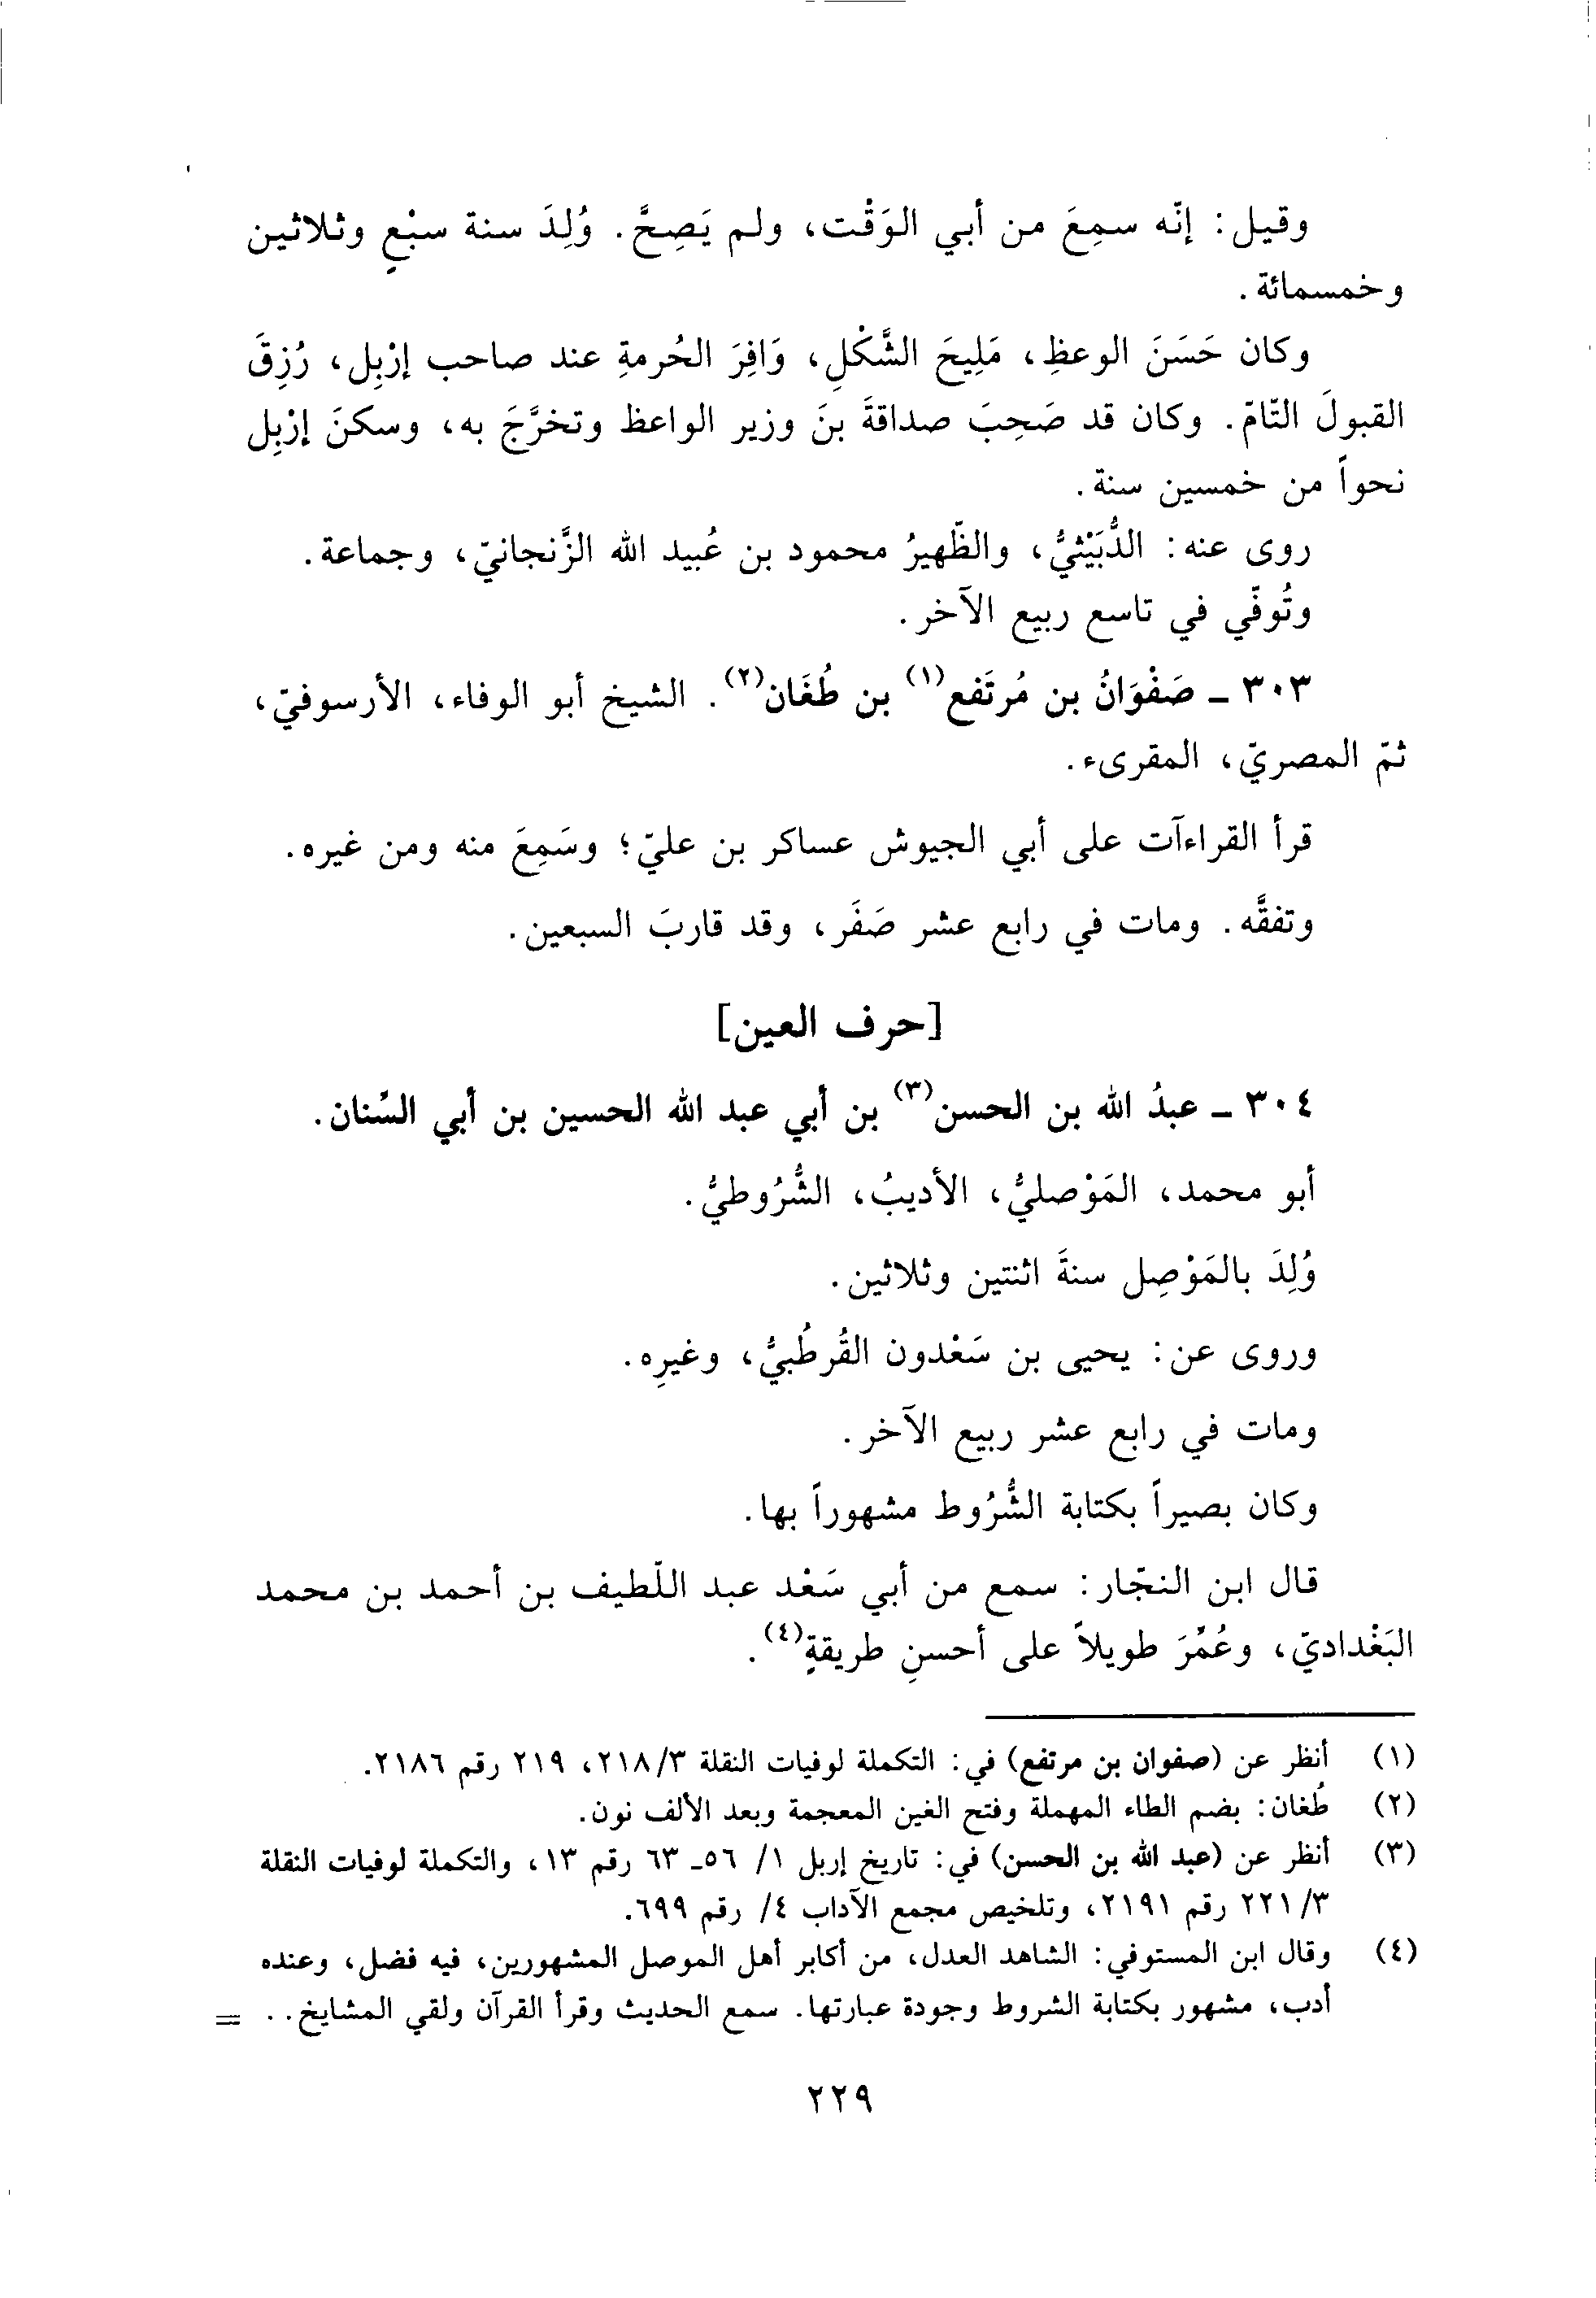 وقيل: إنّه سمِعَ من أبي الوَقْت، ولم يَصِحَّ. وُلِدَ سنة سبْعٍ وثلاثين
وخمسمائة.
وكان حَسَنَ الوعظِ، مَلِيحَ الشَّكْلِ، وَافِرَ الحُرمةِ عند صاحب إرْبِل، رُزِقَ
القبولَ التّامّ. وكان قد صَحِبَ صداقةَ بنَ وزير الواعظ وتخرَّجَ به، وسكنَ إرْبِل
نحواً من خمسين سنة.
روى عنه: الدُّبَيْثيُّ، والظّهيرُ محمود بن عُبيد الله الزَّنجانيّ، وجماعة.
وتُوفّي في تاسع ربيع الآخر.
٣٠٣ ـ صَفْوَانُ بن مُرتَفع(١) بن طُغَان(٢). الشيخ أبو الوفاء، الأرسوفيّ،
ثمّ المصريّ، المقرىء.
قرأ القراءآت على أبي الجيوش عساكر بن عليّ؛ وسَمِعَ منه ومن غيره.
وتفقَّه. ومات في رابع عشر صَفَر، وقد قاربَ السبعين.
[حرف العين]
٣٠٤ ـ عبدُ الله بن الحسن(٣) بن أبي عبد الله الحسين بن أبي السِّنان.
أبو محمد، المَوْصليُّ، الأديبُ، الشُّرُوطيُّ.
وُلِدَ بالمَوْصِل سنةَ اثنتين وثلاثين.
وروى عن: يحيى بن سَعْدون القُرطُبيُّ، وغيرِه.
ومات في رابع عشر ربيع الآخر.
وكان بصيراً بكتابة الشُّرُوط مشهوراً بها.
قال ابن النجّار: سمع من أبي سَعْد عبد اللّطيف بن أحمد بن محمد
البَغْداديّ، وعُمِّرَ طويلاً على أحسنِ طريقةٍ(٤).
(١) أنظر عن (صفوان بن مرتفع) في: التكملة لوفيات النقلة ٣/٢١٨، ٢١٩ رقم ٢١٨٦.
(٢) طُغان: بضم الطاء المهملة وفتح الغين المعجمة وبعد الألف نون.
(٣) أنظر عن (عبد الله بن الحسن) في: تاريخ إربل ١/ ٥٦ـ ٦٣ رقم ١٣، والتكملة لوفيات النقلة
٣/٢٢١ رقم ٢١٩١، وتلخيص مجمع الآداب ٤/ رقم ٦٩٩.
(٤) وقال ابن المستوفي: الشاهد العدل، من أكابر أهل الموصل المشهورين، فيه فضل، وعنده
أدب، مشهور بكتابة الشروط وجودة عبارتها. سمع الحديث وقرأ القرآن ولقي المشايخ.. =
٢٢٩